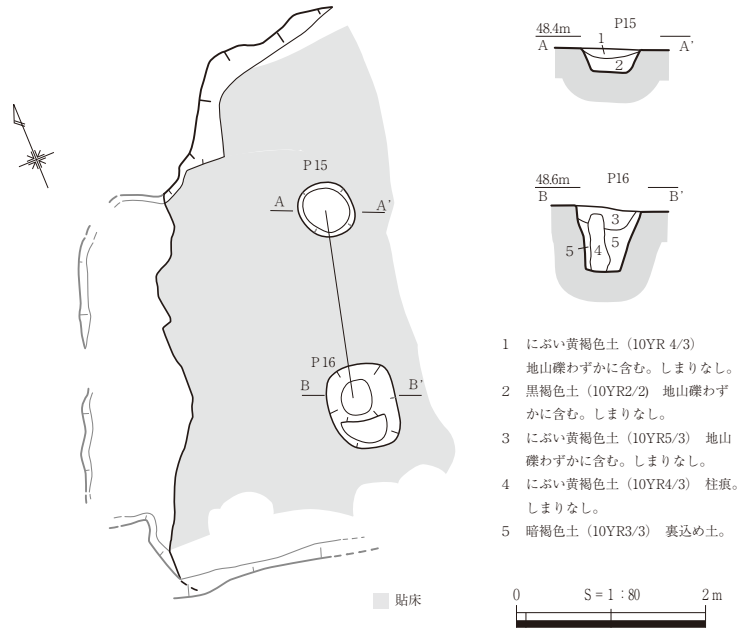 P15
A
A’
P16
B
B’
貼床
48.4m
P15
A
A’
1
2
48.6m
P16
B
B’
3
5
4
5
1 にぶい黄褐色土（10YR 4/3）
地山礫わずかに含む。しまりなし。
2 黒褐色土（10YR2/2) 地山礫わず
かに含む。しまりなし。
3 にぶい黄褐色土（10YR5/3） 地山
礫わずかに含む。しまりなし。
4 にぶい黄褐色土（10YR4/3） 柱痕。
しまりなし。
5 暗褐色土（10YR3/3） 裏込め土。
0 S＝1：80 2m